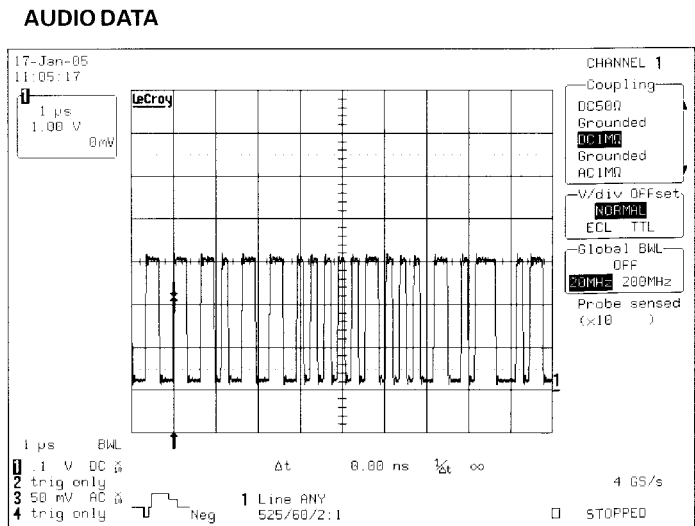 AUDIO DATA
17-Jan-05
11:05:17
1
1 µs
1.00 V
0mV
LeCroy
1
CHANNEL 1
Coupling
DC50Ω
Grounded
DC1MΩ
Grounded
AC1MΩ
V/div OFFset
NORMAL
ECL TTL
Global BWL
OFF
20MHz 200MHz
Probe sensed
(×10 )
1 µs BWL
1 .1 V DC
2 trig only
3 50 mV AC
4 trig only
Neg
Δt 0.00 ns 1/Δt ∞
1 Line ANY
525/60/2:1
4 GS/s
STOPPED